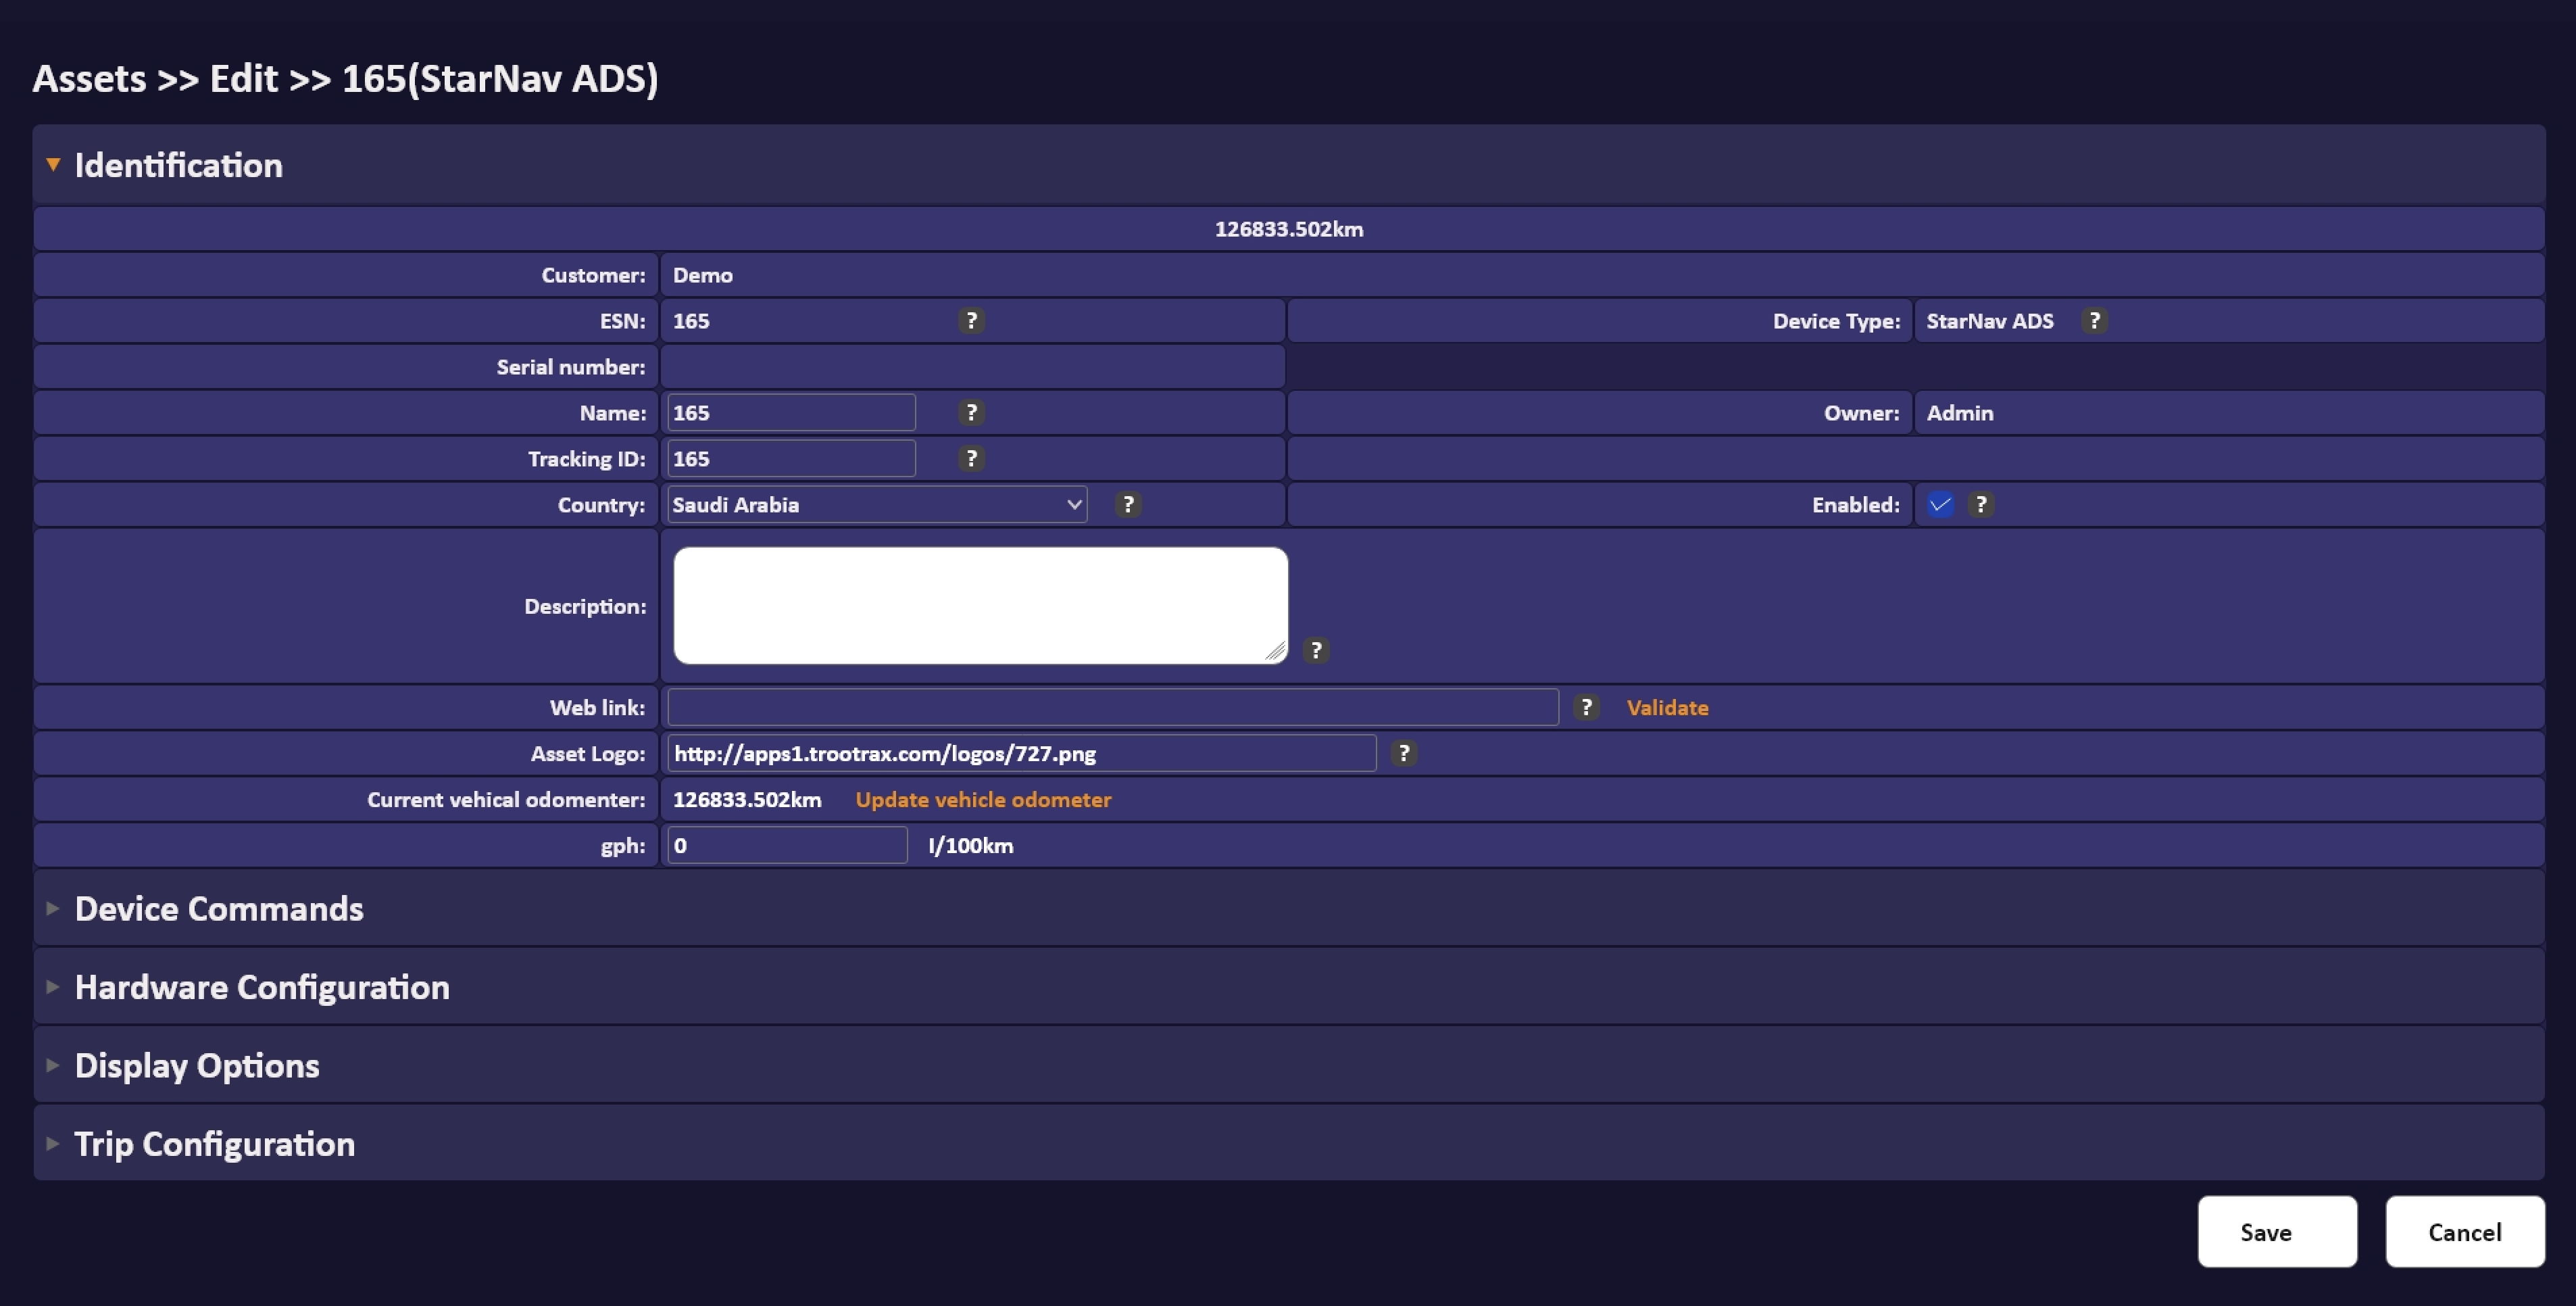 Assets >> Edit >> 165(StarNav ADS)
Identification
126833.502km
Customer: Demo
ESN: 165 ? Device Type: StarNav ADS ?
Serial number:
Name: 165 ? Owner: Admin
Tracking ID: 165 ?
Country: Saudi Arabia ? Enabled: ?
Description: ?
Web link: ? Validate
Asset Logo: http://apps1.trootrax.com/logos/727.png ?
Current vehical odomenter: 126833.502km Update vehicle odometer
gph: 0 l/100km
Device Commands
Hardware Configuration
Display Options
Trip Configuration
Save Cancel